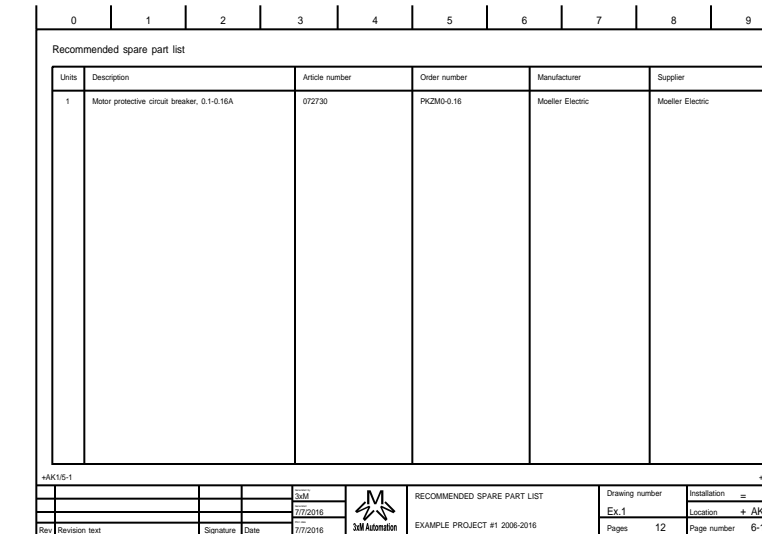 0 1 2 3 4 5 6 7 8 9
Recommended spare part list
Units Description Article number Order number Manufacturer Supplier
1 Motor protective circuit breaker, 0.1-0.16A 072730 PKZM0-0.16 Moeller Electric Moeller Electric
+AK1/5-1 +
3xM RECOMMENDED SPARE PART LIST Drawing number Installation =
7/7/2016 Ex.1 Location + AK
Rev Revision text Signature Date 7/7/2016 3xM Automation EXAMPLE PROJECT #1 2006-2016 Pages 12 Page number 6-1